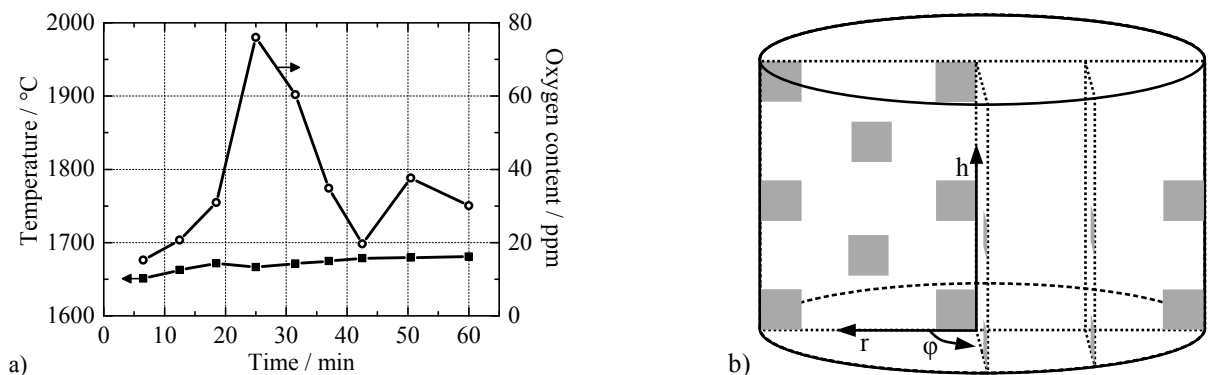 Temperature / °C
2000
1900
1800
1700
1600
0 10 20 30 40 50 60
Time / min
80
60
40
20
0
Oxygen content / ppm
a)
h
r
φ
b)